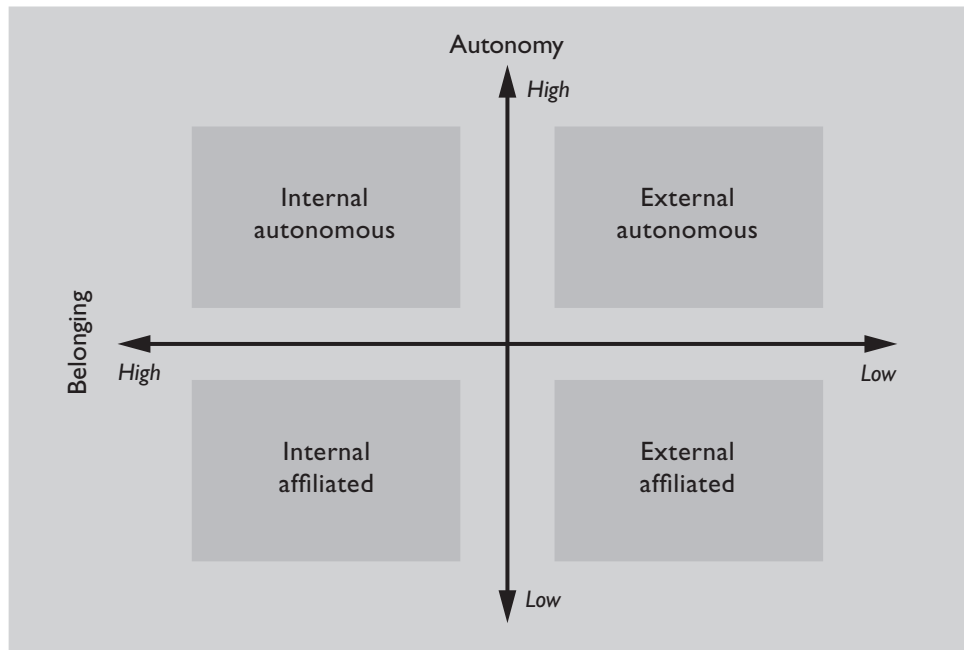 Autonomy
High
Internal
autonomous
External
autonomous
Belonging
High
Low
Internal
affiliated
External
affiliated
Low